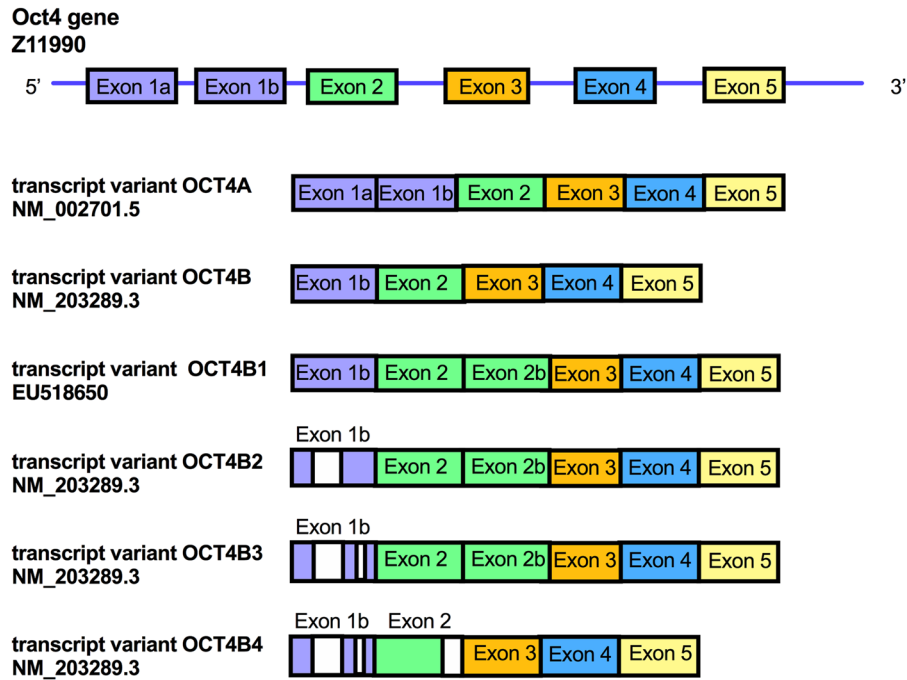 Oct4 gene
Z11990
5’ Exon 1a Exon 1b Exon 2 Exon 3 Exon 4 Exon 5 3’
transcript variant OCT4A
NM_002701.5
Exon 1a Exon 1b Exon 2 Exon 3 Exon 4 Exon 5
transcript variant OCT4B
NM_203289.3
Exon 1b Exon 2 Exon 3 Exon 4 Exon 5
transcript variant OCT4B1
EU518650
Exon 1b Exon 2 Exon 2b Exon 3 Exon 4 Exon 5
Exon 1b
transcript variant OCT4B2
NM_203289.3
Exon 2 Exon 2b Exon 3 Exon 4 Exon 5
Exon 1b
transcript variant OCT4B3
NM_203289.3
Exon 2 Exon 2b Exon 3 Exon 4 Exon 5
Exon 1b Exon 2
transcript variant OCT4B4
NM_203289.3
Exon 3 Exon 4 Exon 5